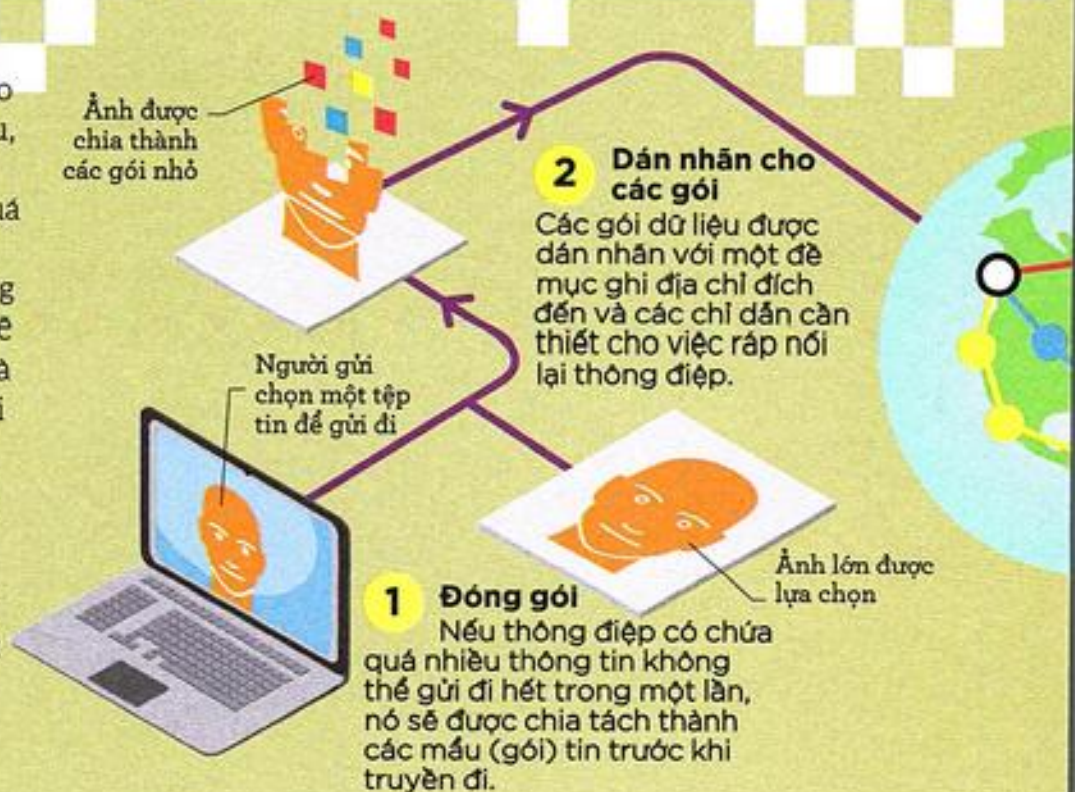 Ảnh được
chia thành
các gói nhỏ
2 Dán nhãn cho
các gói
Các gói dữ liệu được
dán nhãn với một đề
mục ghi địa chỉ đích
đến và các chỉ dẫn cần
thiết cho việc ráp nối
lại thông điệp.
Người gửi
chọn một tệp
tin để gửi đi
Ảnh lớn được
lựa chọn
1 Đóng gói
Nếu thông điệp có chứa
quá nhiều thông tin không
thể gửi đi hết trong một lần,
nó sẽ được chia tách thành
các mẩu (gói) tin trước khi
truyền đi.